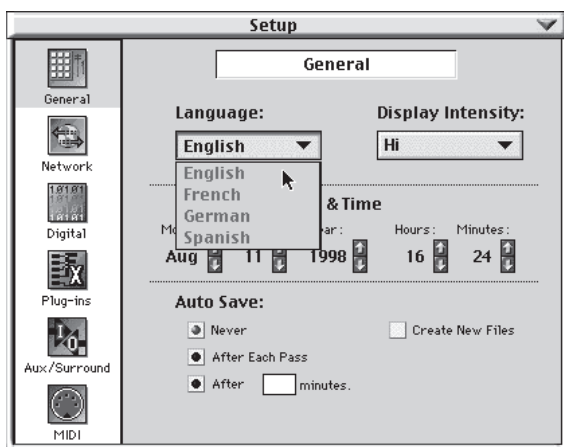 Setup
General
General
Language:
Display Intensity:
English
Hi
English
French
German
Spanish
& Time
Hours:
Minutes:
Aug
11
1998
16
24
Auto Save:
Never
Create New Files
After Each Pass
After
minutes.
Network
10101
Digital
Plug-ins
I/O
Aux/Surround
MIDI